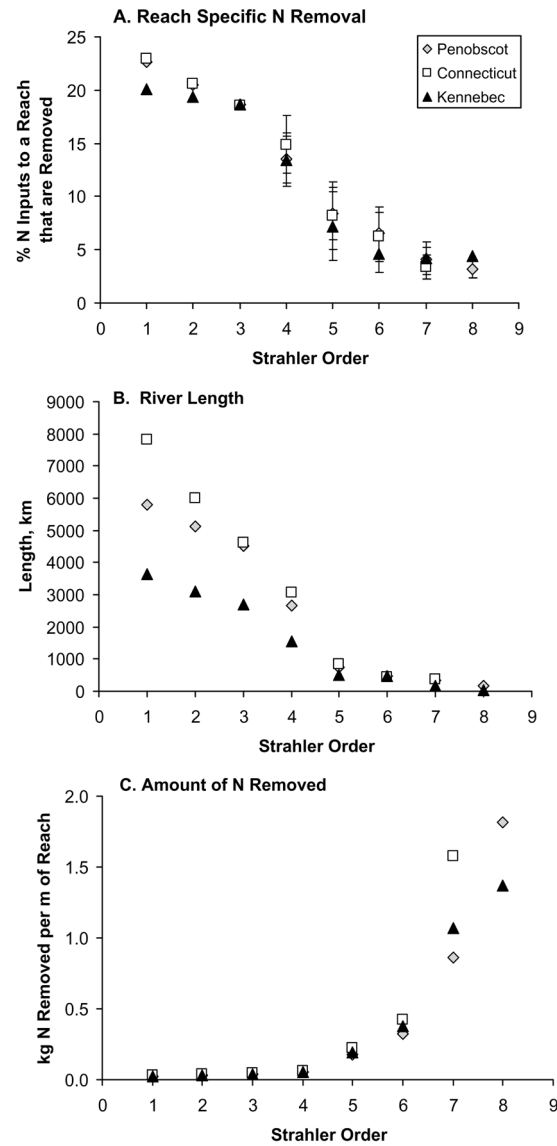 A. Reach Specific N Removal
25
20
15
10
5
0
% N Inputs to a Reach
that are Removed
Penobscot
Connecticut
Kennebec
0 1 2 3 4 5 6 7 8 9
Strahler Order
B. River Length
9000
8000
7000
6000
5000
4000
3000
2000
1000
0
Length, km
0 1 2 3 4 5 6 7 8 9
Strahler Order
C. Amount of N Removed
2.0
1.5
1.0
0.5
0.0
kg N Removed per m of Reach
0 1 2 3 4 5 6 7 8 9
Strahler Order